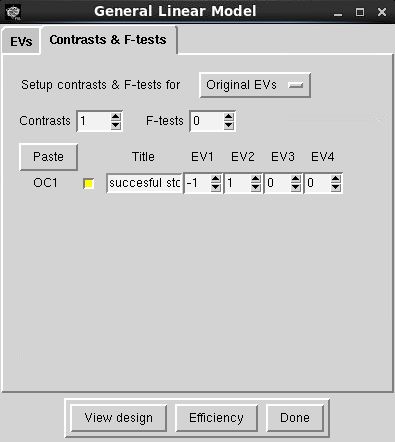 General Linear Model
EVs Contrasts & F-tests
Setup contrasts & F-tests for Original EVs
Contrasts 1 F-tests 0
Paste Title EV1 EV2 EV3 EV4
OC1 succesful sto -1 1 0 0
View design Efficiency Done